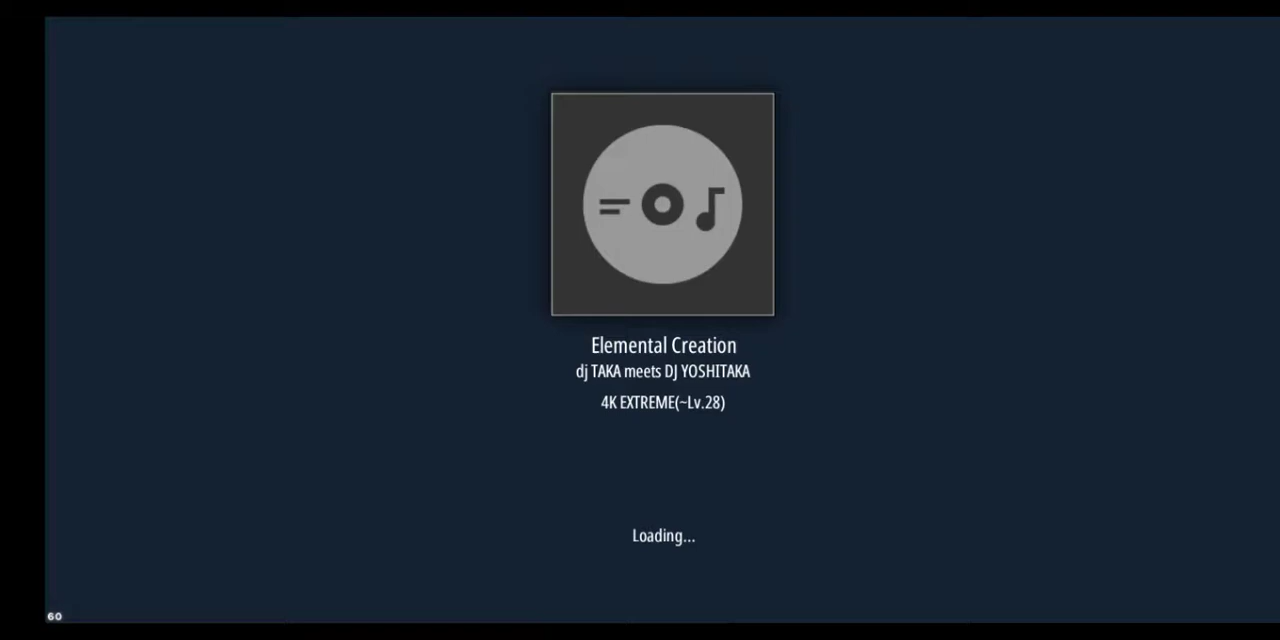 Elemental Creation
dj TAKA meets DJ YOSHITAKA
4K EXTREME(~Lv.28)
Loading...
60